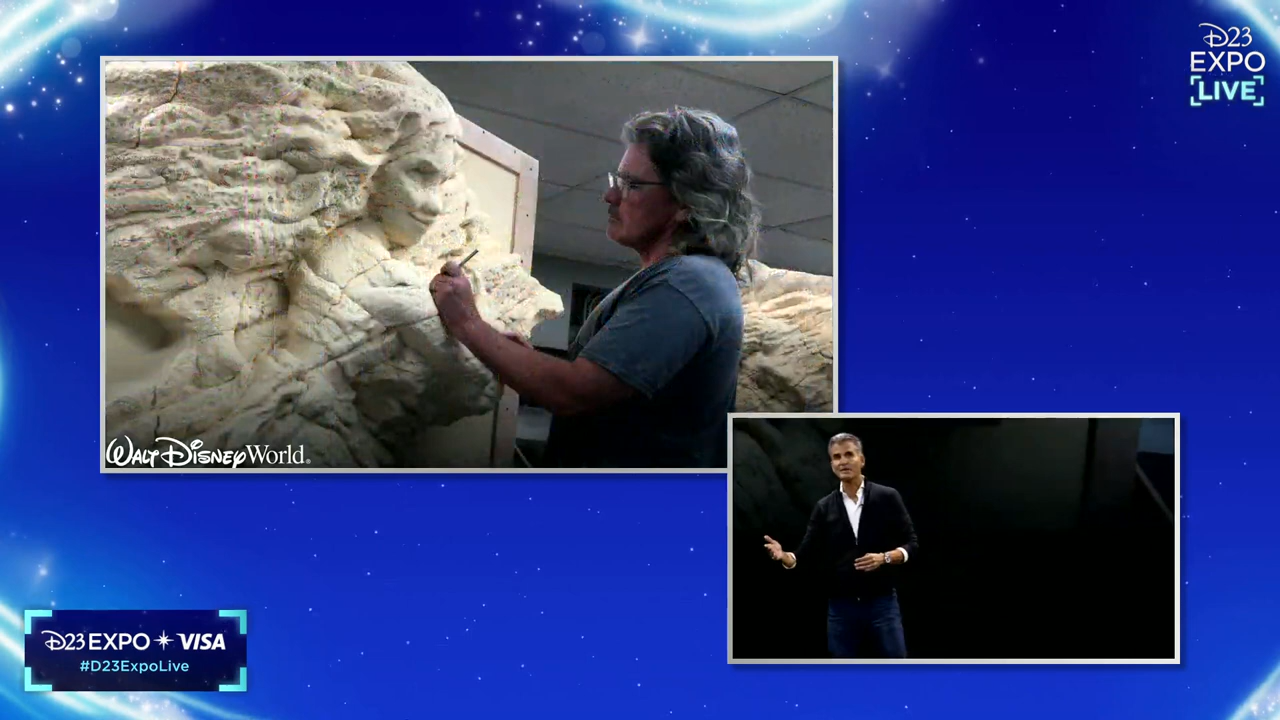 D23
EXPO
LIVE
WALT DISNEY World®
D23 EXPO VISA
#D23ExpoLive